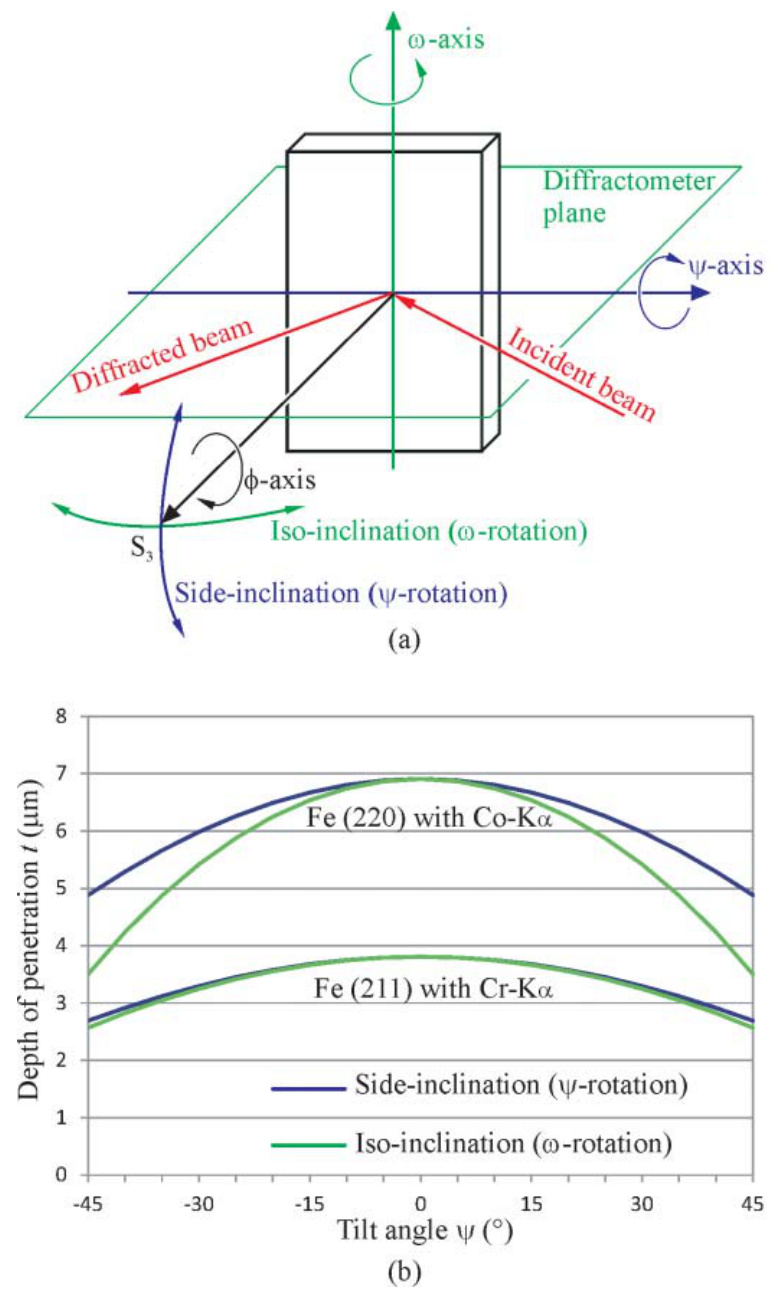 ω-axis
Diffractometer
plane
ψ-axis
Diffracted beam
Incident beam
ϕ-axis
S₃
Iso-inclination (ω-rotation)
Side-inclination (ψ-rotation)
(a)
Depth of penetration t (μm)
8
7
6
5
4
3
2
1
0
Fe (220) with Co-Kα
Fe (211) with Cr-Kα
Side-inclination (ψ-rotation)
Iso-inclination (ω-rotation)
-45 -30 -15 0 15 30 45
Tilt angle ψ (°)
(b)